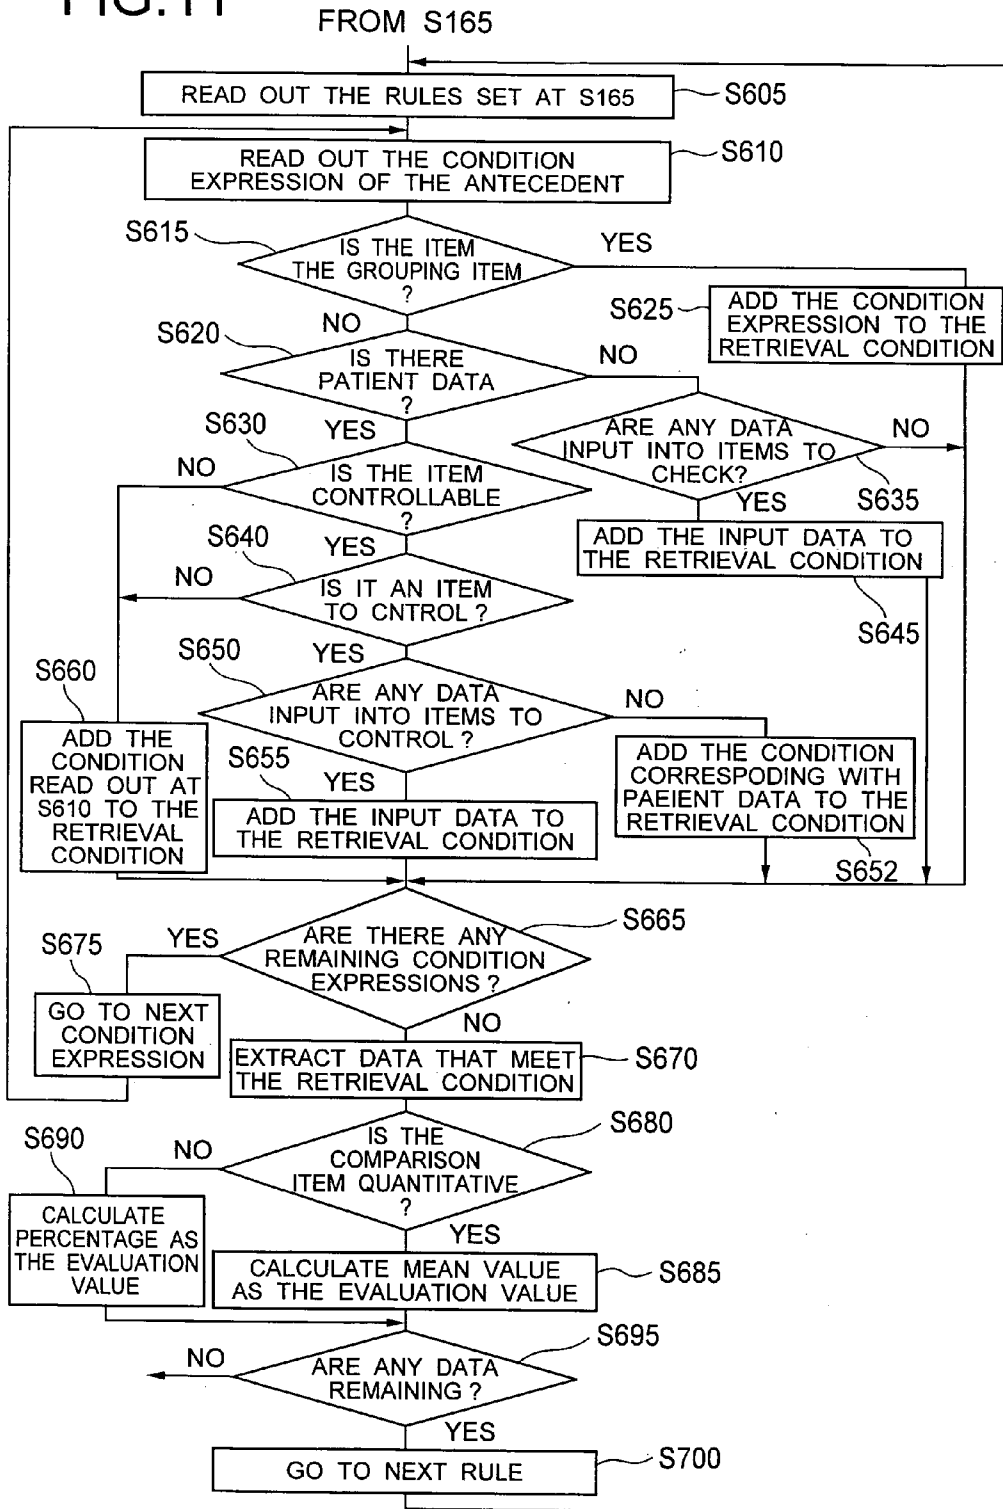 FIG. 11
FROM S165
READ OUT THE RULES SET AT S165
S605
READ OUT THE CONDITION
EXPRESSION OF THE ANTECEDENT
S610
S615
IS THE ITEM
THE GROUPING ITEM
?
YES
NO
S625
ADD THE CONDITION
EXPRESSION TO THE
RETRIEVAL CONDITION
S620
IS THERE
PATIENT DATA
?
NO
YES
ARE ANY DATA
INPUT INTO ITEMS TO
CHECK?
NO
S635
YES
S630
IS THE ITEM
CONTROLLABLE
?
NO
YES
ADD THE INPUT DATA TO
THE RETRIEVAL CONDITION
S645
S640
IS IT AN ITEM
TO CNTROL ?
NO
YES
S650
ARE ANY DATA
INPUT INTO ITEMS TO
CONTROL ?
NO
YES
S660
ADD THE
CONDITION
READ OUT AT
S610 TO THE
RETRIEVAL
CONDITION
S655
ADD THE INPUT DATA TO
THE RETRIEVAL CONDITION
ADD THE CONDITION
CORRESPODING WITH
PAEIENT DATA TO THE
RETRIEVAL CONDITION
S652
S665
ARE THERE ANY
REMAINING CONDITION
EXPRESSIONS ?
YES
NO
S675
GO TO NEXT
CONDITION
EXPRESSION
EXTRACT DATA THAT MEET
THE RETRIEVAL CONDITION
S670
S680
IS THE
COMPARISON
ITEM QUANTITATIVE
?
NO
YES
S690
CALCULATE
PERCENTAGE AS
THE EVALUATION
VALUE
CALCULATE MEAN VALUE
AS THE EVALUATION VALUE
S685
S695
ARE ANY DATA
REMAINING ?
NO
YES
GO TO NEXT RULE
S700